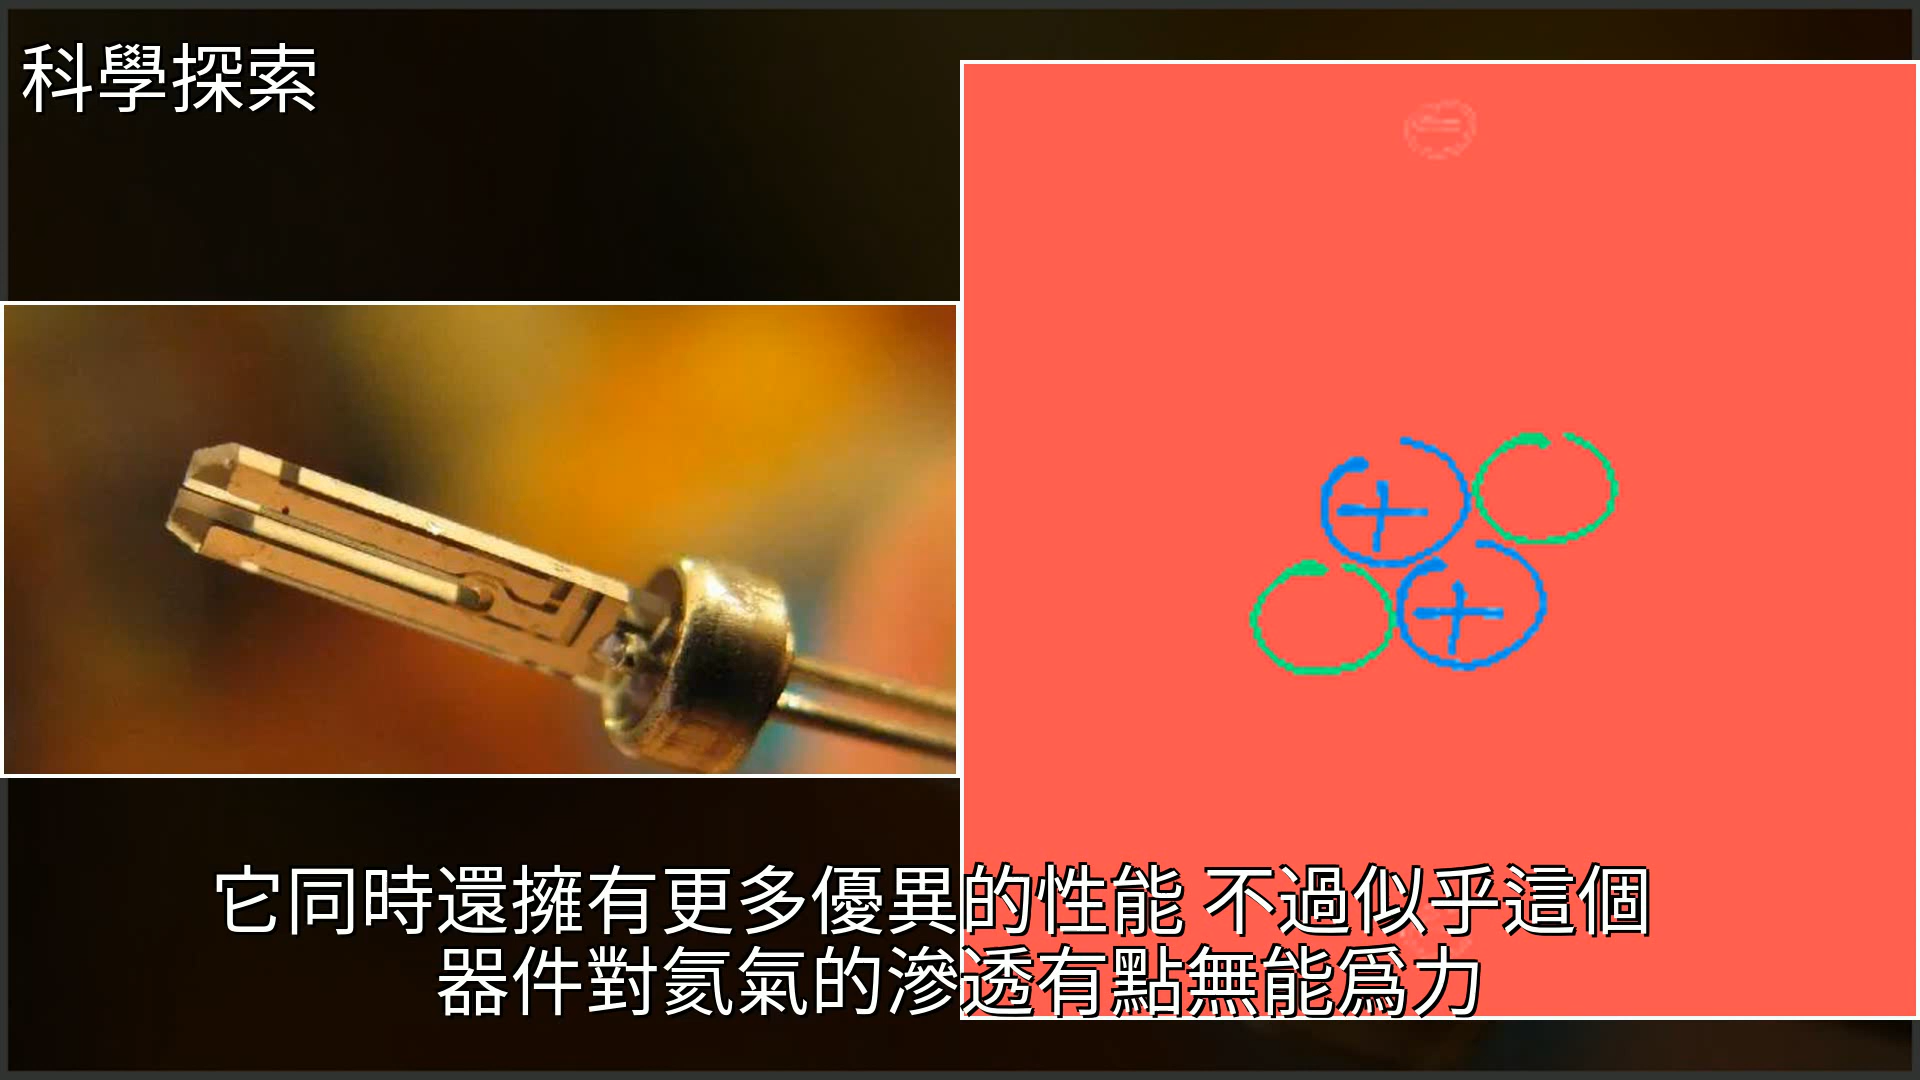 科學探索
它同時還擁有更多優異的性能 不過似乎這個
器件對氦氣的滲透有點無能爲力